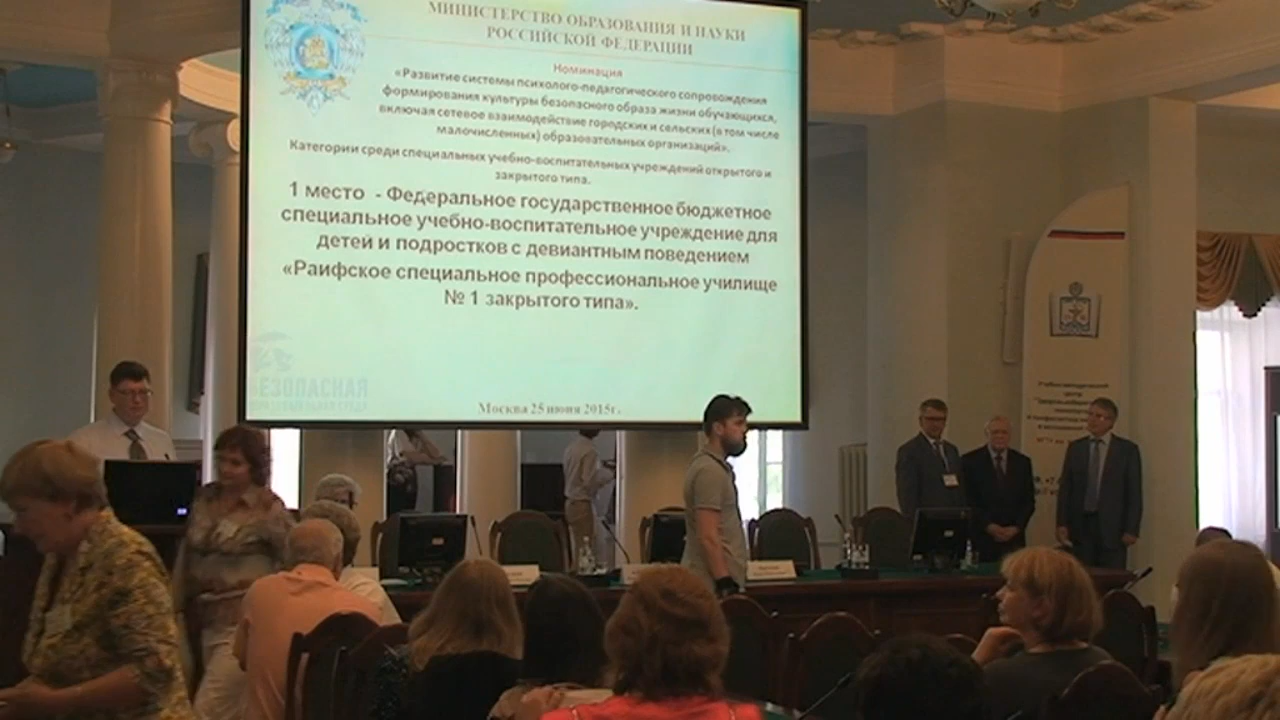 МИНИСТЕРСТВО ОБРАЗОВАНИЯ И НАУКИ
РОССИЙСКОЙ ФЕДЕРАЦИИ
Номинация
«Развитие системы психолого-педагогического сопровождения
формирования культуры безопасного образа жизни обучающихся,
включая сетевое взаимодействие городских и сельских (в том числе
малочисленных) образовательных организаций».
Категории среди специальных учебно-воспитательных учреждений открытого и
закрытого типа.
1 место - Федеральное государственное бюджетное
специальное учебно-воспитательное учреждение для
детей и подростков с девиантным поведением
«Раифское специальное профессиональное училище
№ 1 закрытого типа».
БЕЗОПАСНАЯ
Москва 25 июня 2015г.
Учебно-методический
центр